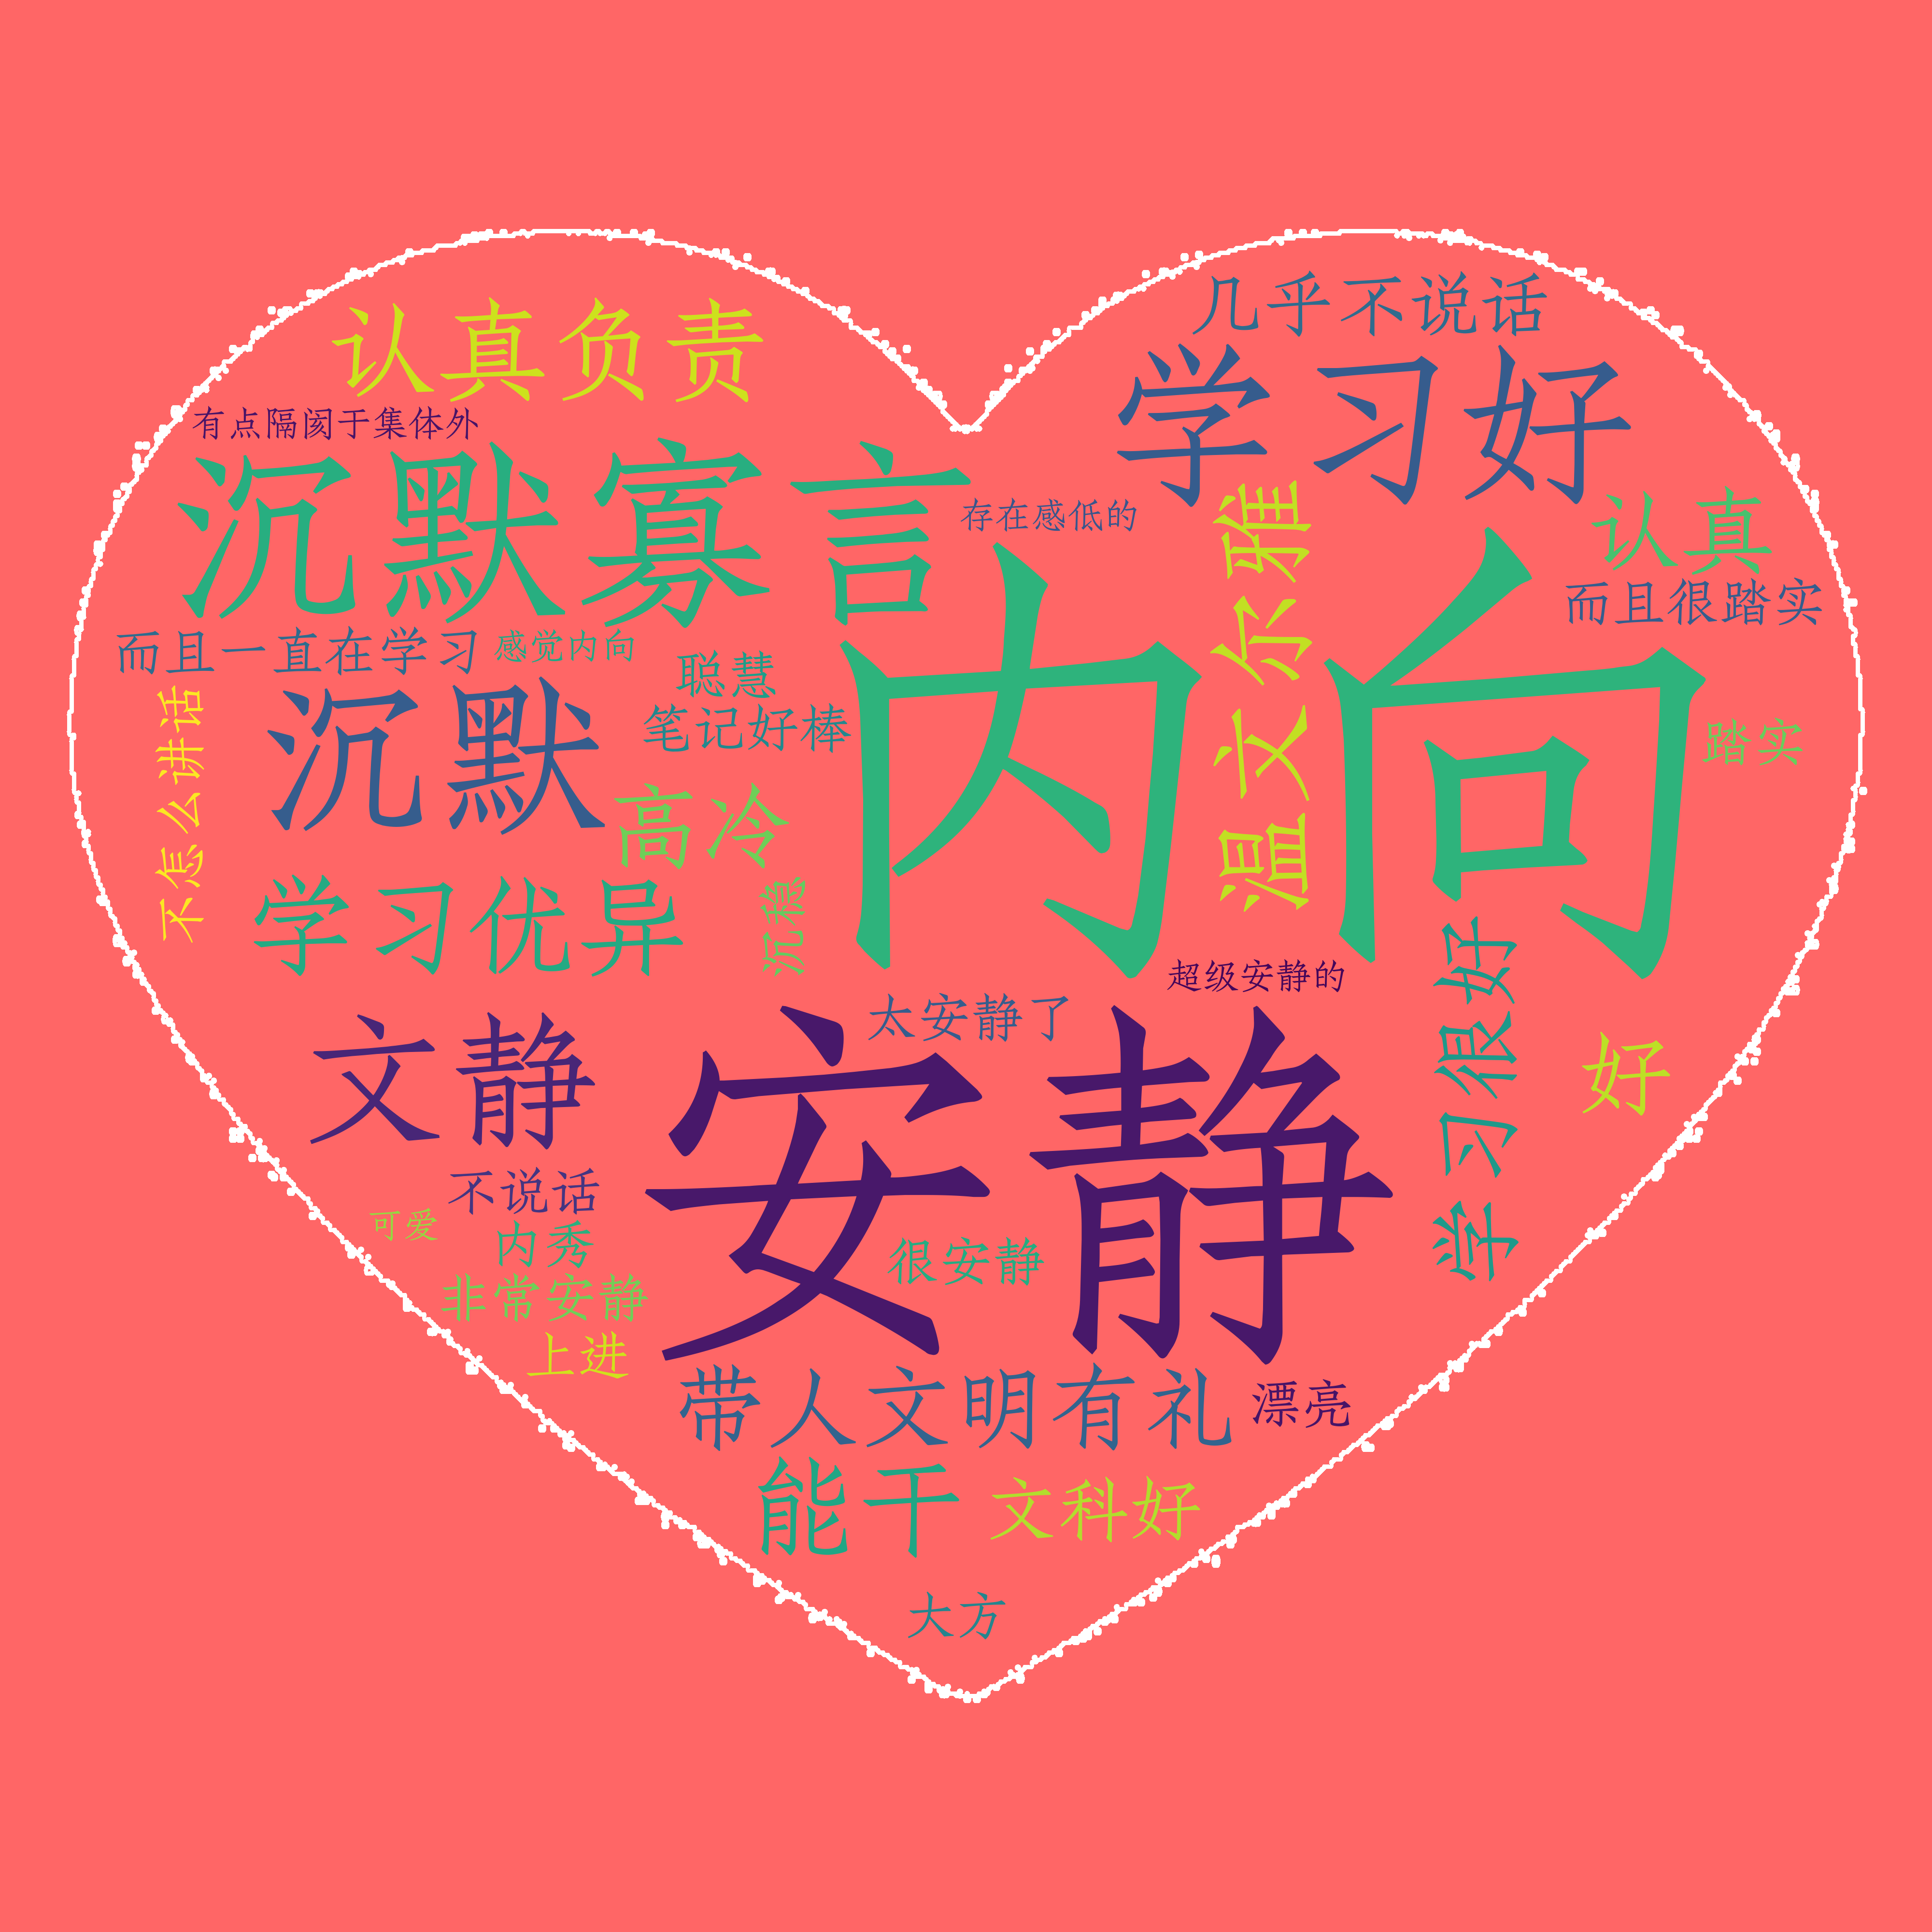 几乎不说话
认真负责
学习好
有点隔阂于集体外
沉默寡言
存在感低的
温文尔雅
认真
而且很踏实
而且一直在学习
感觉内向
内向
聪慧
笔记好棒
沉默
不怎么讲话
踏实
高冷
学习优异
沉稳
学习很好
超级安静的
太安静了
文静
安静
好
不说话
可爱
内秀
很安静
非常安静
上进
带人文明有礼
漂亮
能干
文科好
大方